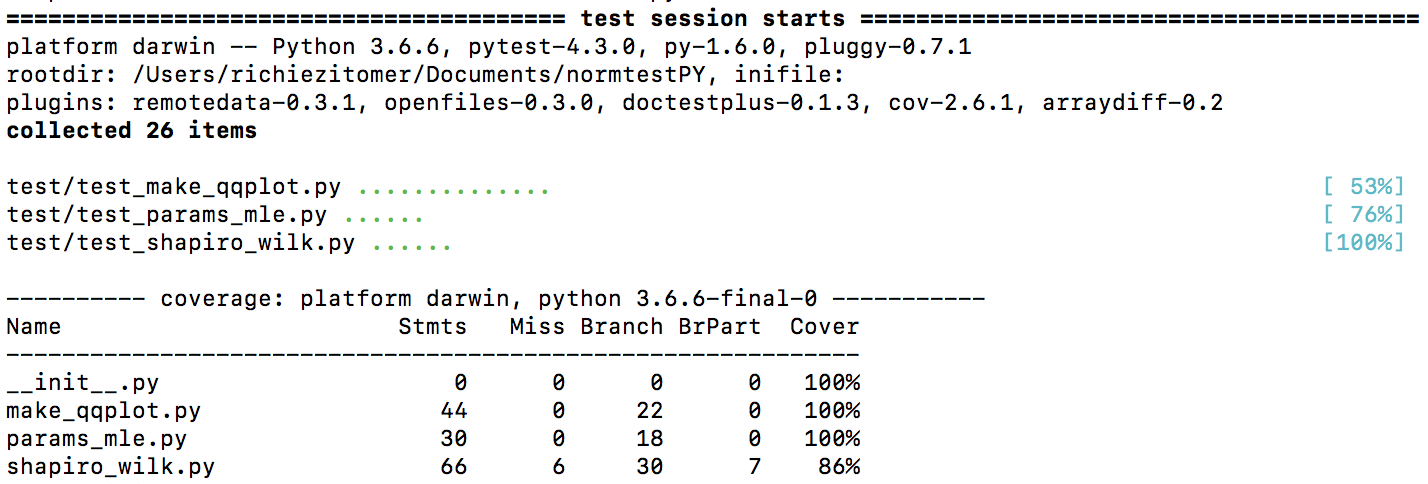 ======================================== test session starts ========================================
platform darwin -- Python 3.6.6, pytest-4.3.0, py-1.6.0, pluggy-0.7.1
rootdir: /Users/richiezitomer/Documents/normtestPY, inifile:
plugins: remotedata-0.3.1, openfiles-0.3.0, doctestplus-0.1.3, cov-2.6.1, arraydiff-0.2
collected 26 items
test/test_make_qqplot.py .............. [ 53%]
test/test_params_mle.py ...... [ 76%]
test/test_shapiro_wilk.py ...... [100%]
---------- coverage: platform darwin, python 3.6.6-final-0 -----------
Name Stmts Miss Branch BrPart Cover
-------------------------------------------------------------
__init__.py 0 0 0 0 100%
make_qqplot.py 44 0 22 0 100%
params_mle.py 30 0 18 0 100%
shapiro_wilk.py 66 6 30 7 86%